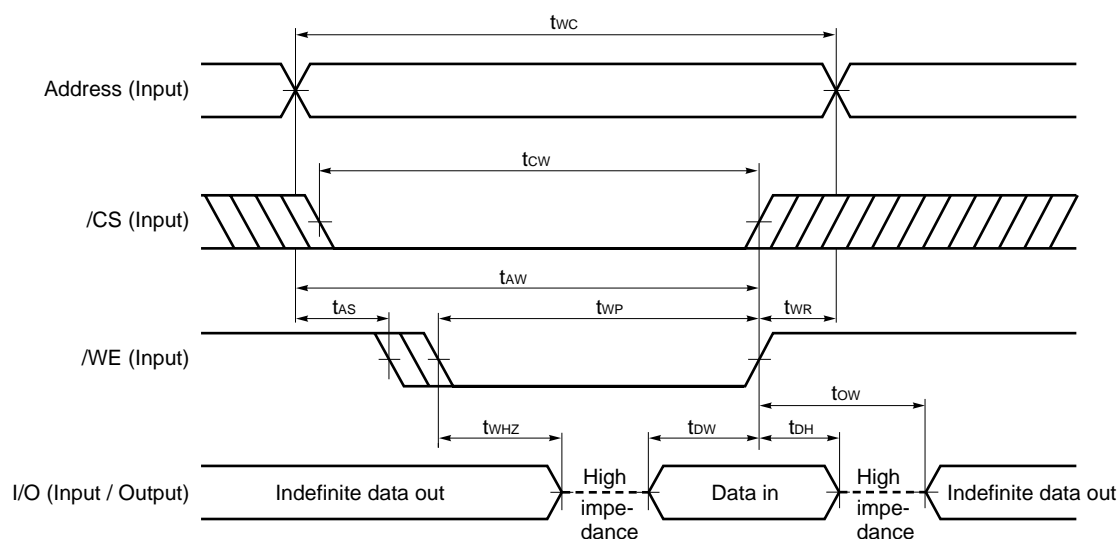 tWC
Address (Input)
tCW
/CS (Input)
tAW
tAS
tWP
tWR
/WE (Input)
tOW
tWHZ
tDW
tDH
I/O (Input / Output)
Indefinite data out
High
impe-
dance
Data in
High
impe-
dance
Indefinite data out